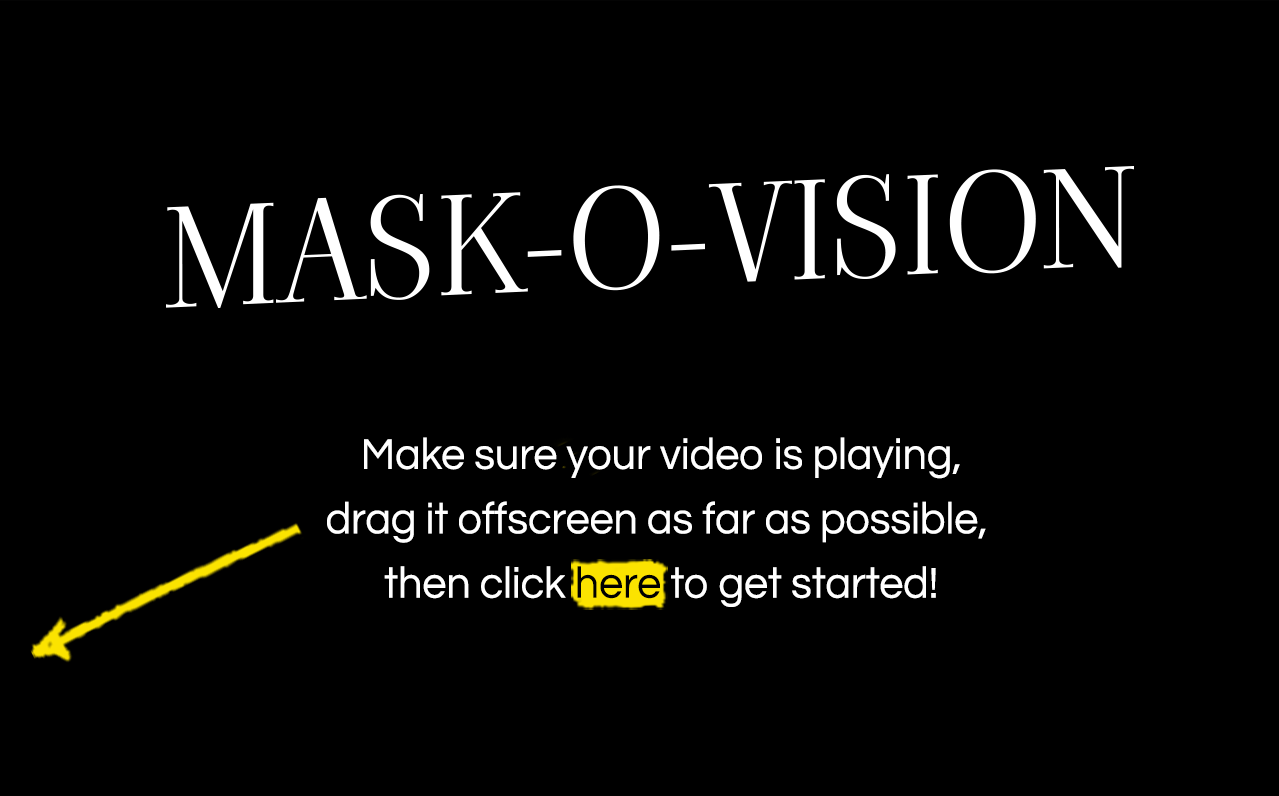 MASK-O-VISION
Make sure your video is playing,
drag it offscreen as far as possible,
then click here to get started!